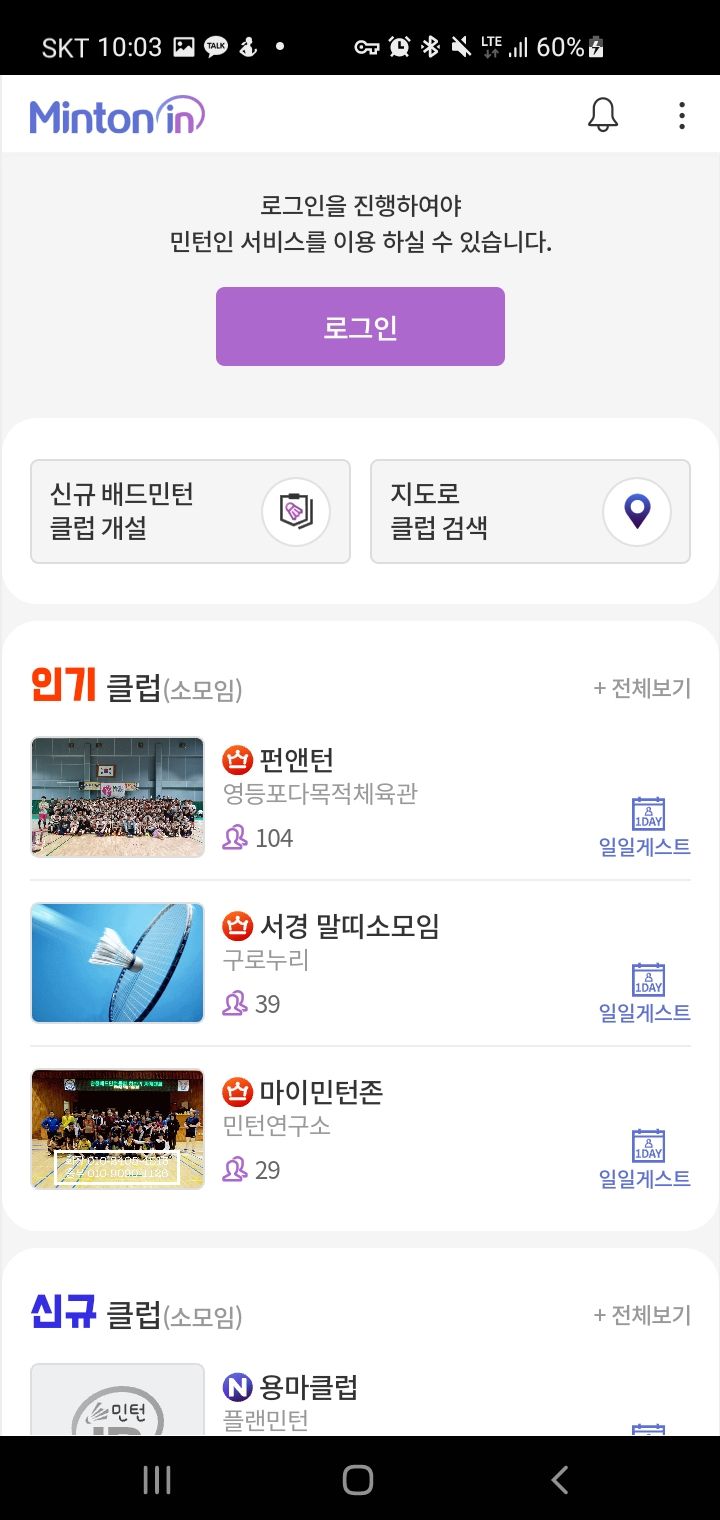 SKT 10:03 TALK LTE 60%
Minton in
로그인을 진행하여야
민턴인 서비스를 이용 하실 수 있습니다.
로그인
신규 배드민턴
클럽 개설
지도로
클럽 검색
인기 클럽(소모임)
+ 전체보기
펀앤턴
영등포다목적체육관
104
1DAY
일일게스트
서경 말띠소모임
구로누리
39
1DAY
일일게스트
마이민턴존
민턴연구소
29
1DAY
일일게스트
신규 클럽(소모임)
+ 전체보기
민턴
N 용마클럽
플랜민턴